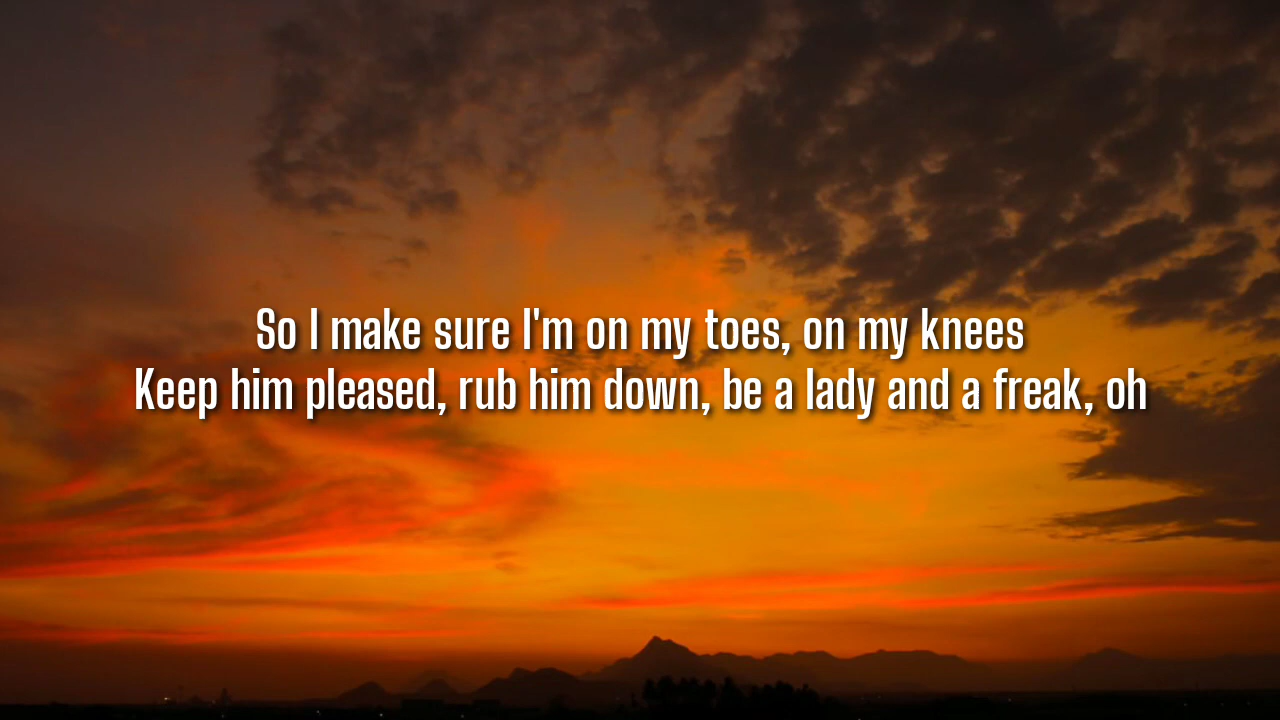 So I make sure I'm on my toes, on my knees
Keep him pleased, rub him down, be a lady and a freak, oh